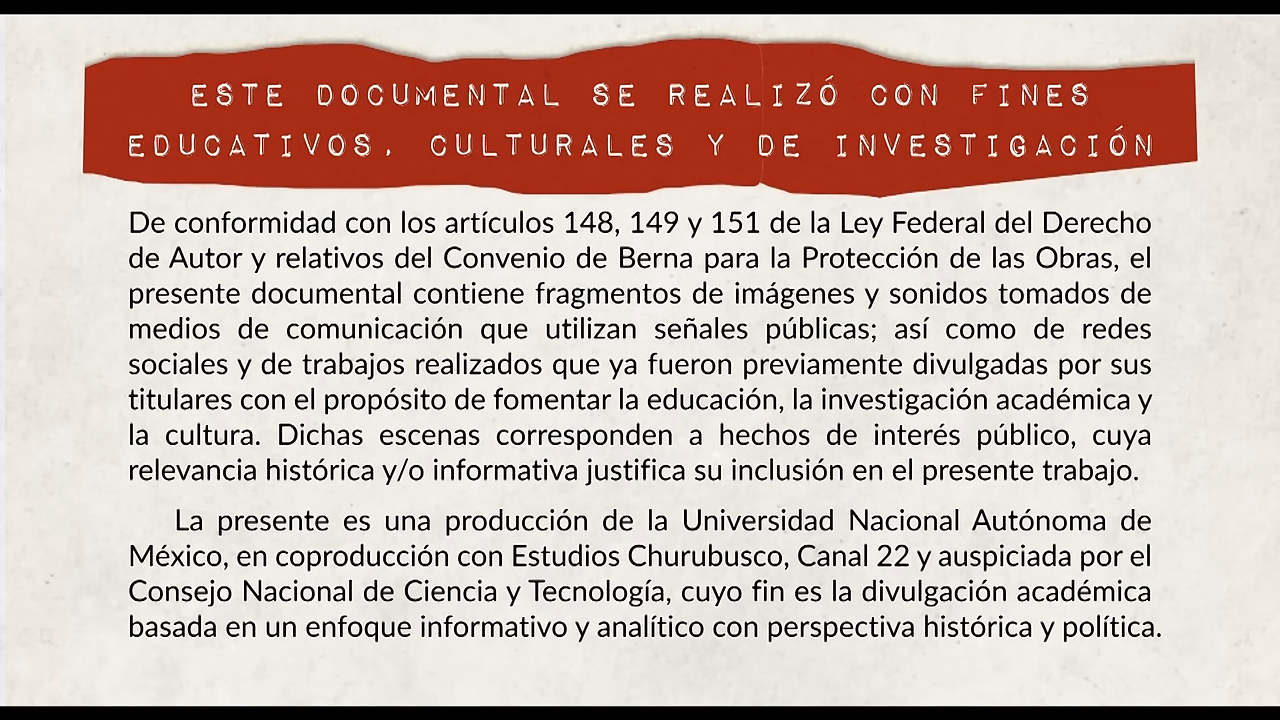 ESTE DOCUMENTAL SE REALIZÓ CON FINES
EDUCATIVOS, CULTURALES Y DE INVESTIGACIÓN
De conformidad con los artículos 148, 149 y 151 de la Ley Federal del Derecho
de Autor y relativos del Convenio de Berna para la Protección de las Obras, el
presente documental contiene fragmentos de imágenes y sonidos tomados de
medios de comunicación que utilizan señales públicas; así como de redes
sociales y de trabajos realizados que ya fueron previamente divulgadas por sus
titulares con el propósito de fomentar la educación, la investigación académica y
la cultura. Dichas escenas corresponden a hechos de interés público, cuya
relevancia histórica y/o informativa justifica su inclusión en el presente trabajo.
La presente es una producción de la Universidad Nacional Autónoma de
México, en coproducción con Estudios Churubusco, Canal 22 y auspiciada por el
Consejo Nacional de Ciencia y Tecnología, cuyo fin es la divulgación académica
basada en un enfoque informativo y analítico con perspectiva histórica y política.